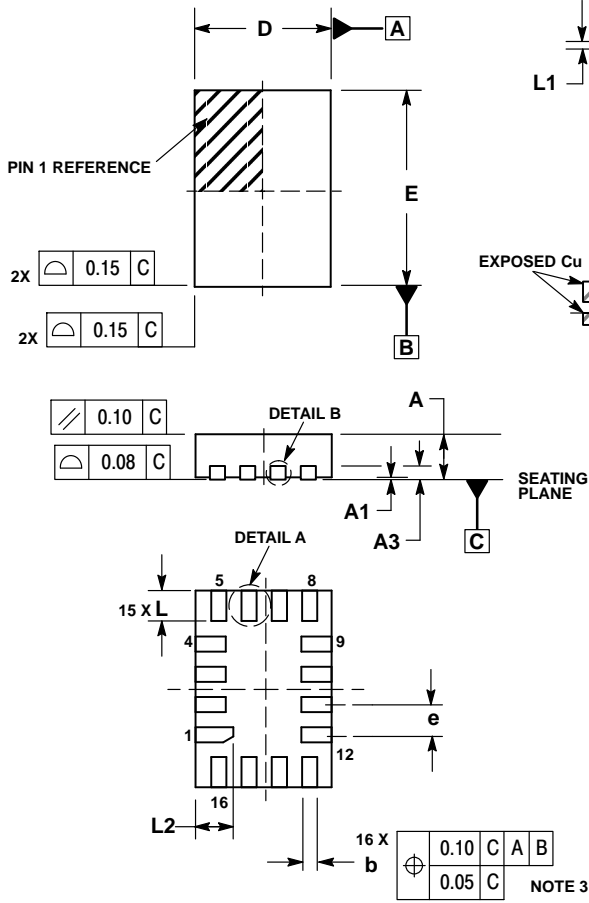 D
A
L1
PIN 1 REFERENCE
E
EXPOSED Cu
2X ⌓ 0.15 C
2X ⌓ 0.15 C
B
⫽ 0.10 C
DETAIL B
A
⌓ 0.08 C
SEATING
PLANE
A1
A3
C
DETAIL A
5
8
15 X L
4
9
e
1
12
16
L2
16 X
b
⌖ 0.10 C A B
0.05 C
NOTE 3